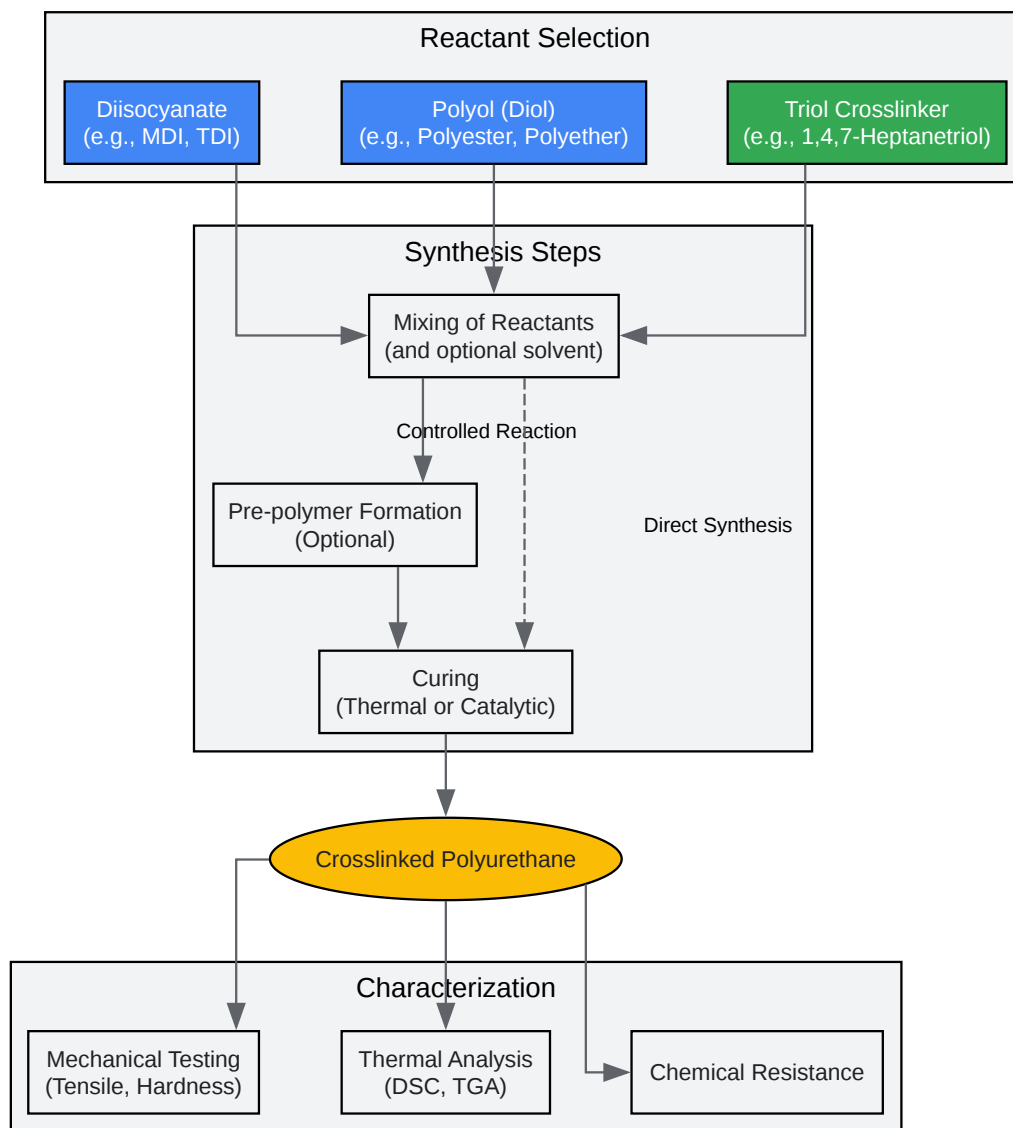 Reactant Selection
Diisocyanate
(e.g., MDI, TDI)
Polyol (Diol)
(e.g., Polyester, Polyether)
Triol Crosslinker
(e.g., 1,4,7-Heptanetriol)
Synthesis Steps
Mixing of Reactants
(and optional solvent)
Controlled Reaction
Pre-polymer Formation
(Optional)
Direct Synthesis
Curing
(Thermal or Catalytic)
Crosslinked Polyurethane
Characterization
Mechanical Testing
(Tensile, Hardness)
Thermal Analysis
(DSC, TGA)
Chemical Resistance